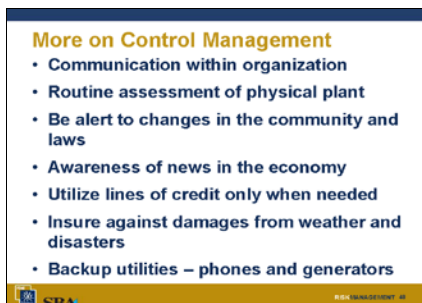 More on Control Management
• Communication within organization
• Routine assessment of physical plant
• Be alert to changes in the community and
laws
• Awareness of news in the economy
• Utilize lines of credit only when needed
• Insure against damages from weather and
disasters
• Backup utilities – phones and generators
SBA
RISK MANAGEMENT